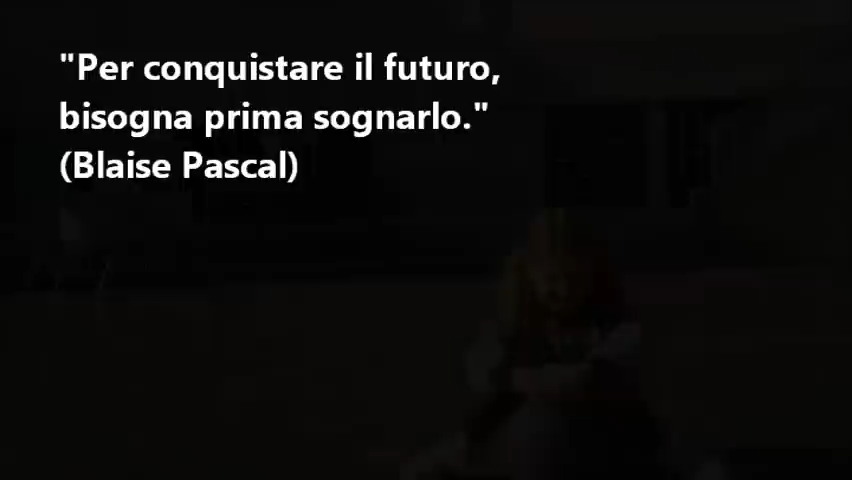 "Per conquistare il futuro,
bisogna prima sognarlo."
(Blaise Pascal)